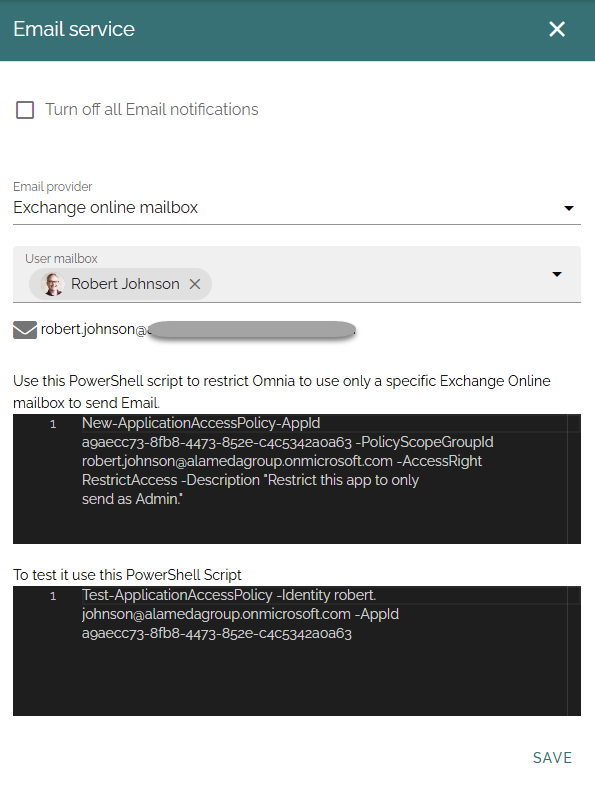 Email service
Turn off all Email notifications
Email provider
Exchange online mailbox
User mailbox
Robert Johnson
robert.johnson@
Use this PowerShell script to restrict Omnia to use only a specific Exchange Online
mailbox to send Email.
1 New-ApplicationAccessPolicy-AppId
a9aecc73-8fb8-4473-852e-c4c5342a0a63 -PolicyScopeGroupId
robert.johnson@alamedagroup.onmicrosoft.com -AccessRight
RestrictAccess -Description "Restrict this app to only
send as Admin."
To test it use this PowerShell Script
1 Test-ApplicationAccessPolicy -Identity robert.
johnson@alamedagroup.onmicrosoft.com -AppId
a9aecc73-8fb8-4473-852e-c4c5342a0a63
SAVE